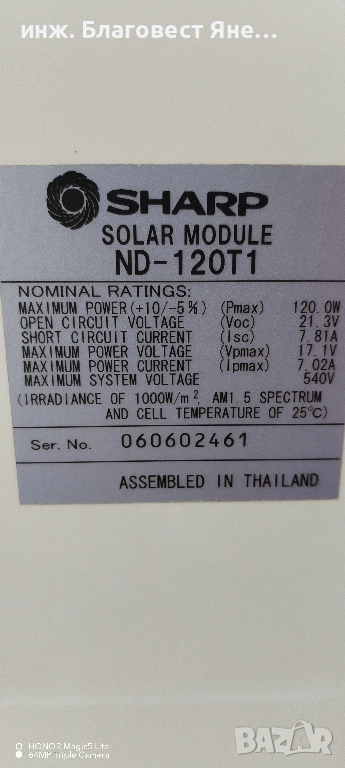 инж. Благовест Яне...
SHARP
SOLAR MODULE
ND-120T1
NOMINAL RATINGS:
MAXIMUM POWER(+10/-5%) (Pmax) 120.0W
OPEN CIRCUIT VOLTAGE (Voc) 21.3V
SHORT CIRCUIT CURRENT (Isc) 7.81A
MAXIMUM POWER VOLTAGE (Vpmax) 17.1V
MAXIMUM POWER CURRENT (Ipmax) 7.02A
MAXIMUM SYSTEM VOLTAGE 540V
(IRRADIANCE OF 1000W/m², AM1.5 SPECTRUM
AND CELL TEMPERATURE OF 25℃)
Ser. No. 060602461
ASSEMBLED IN THAILAND
HONOR Magic5 Lite
64MP Triple Camera
BAZAR